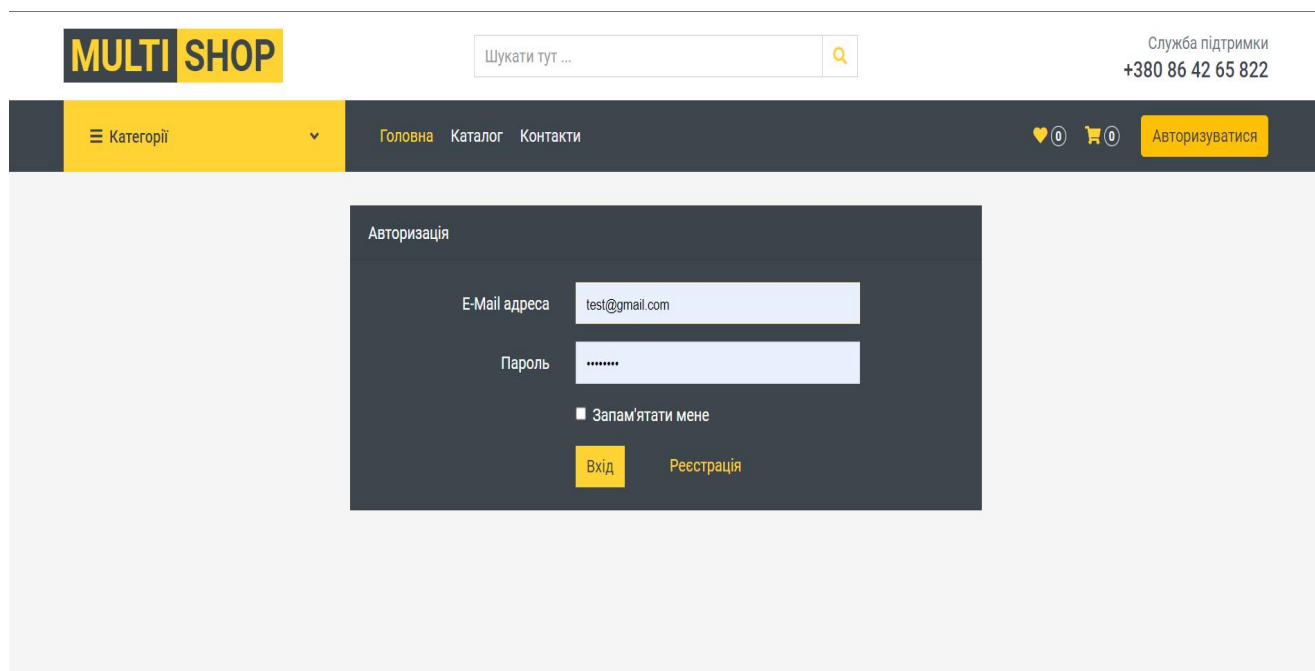 MULTI SHOP
Шукати тут ...
Служба підтримки
+380 86 42 65 822
Категорії
Головна Каталог Контакти
0 0 Авторизуватися
Авторизація
E-Mail адреса test@gmail.com
Пароль ••••••••
Запам'ятати мене
Вхід Реєстрація